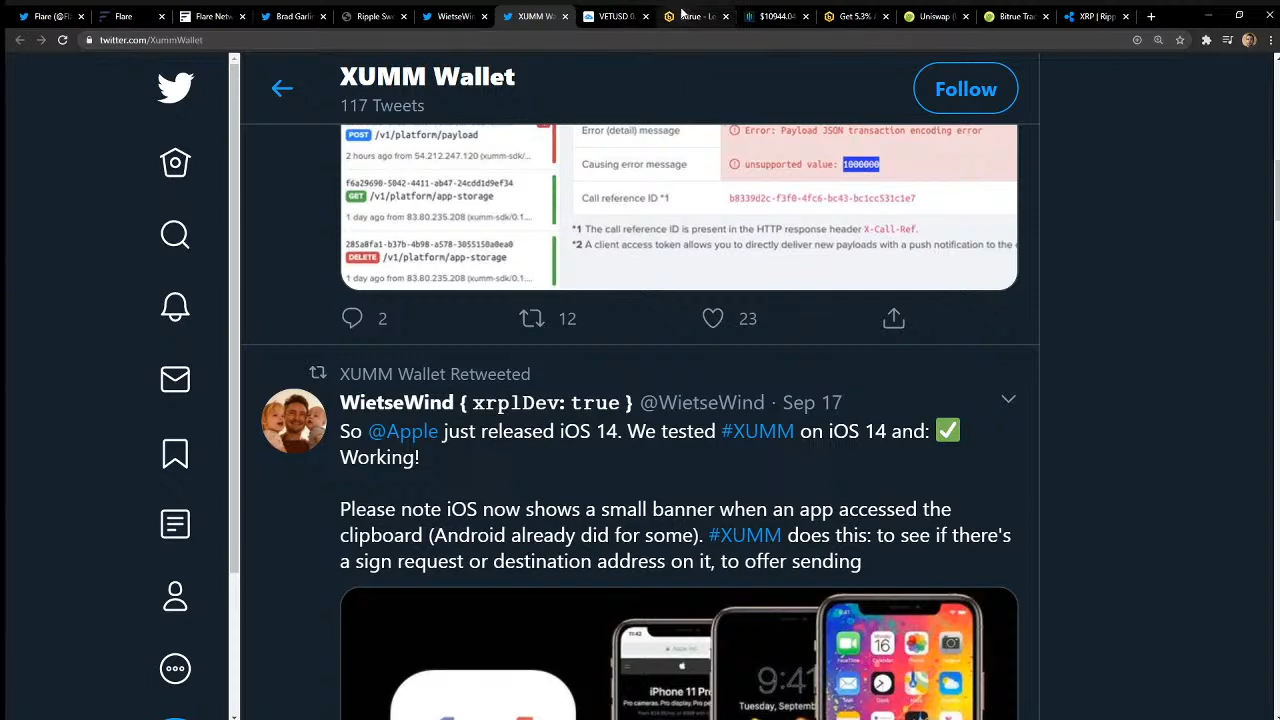 Flare (@F
Flare
Flare Netw
Brad Garlin
Ripple Sw
WietseWin
XUMM Wa
VETUSD 0.
$10944.04
Get 5.3%
Uniswap (
Bitrue Tra
XRP | Ripp
twitter.com/XummWallet
XUMM Wallet
117 Tweets
Follow
POST /v1/platform/payload
2 hours ago from 54.212.247.120 (xumm-sdk/...
f6a29690-5042-4411-ab47-24cdd1d9ef34
GET /v1/platform/app-storage
1 day ago from 83.80.235.208 (xumm-sdk/0.1...
285a8fa1-b37b-4b98-a578-3055150a0ea0
DELETE /v1/platform/app-storage
1 day ago from 83.80.235.208 (xumm-sdk/0.1...
Error (detail) message
Error: Payload JSON transaction encoding error
Causing error message
unsupported value: 1000000
Call reference ID *1
b8339d2c-f3f0-4fc6-bc43-bc1cc531c1e7
*1 The call reference ID is present in the HTTP response header X-Call-Ref.
*2 A client access token allows you to directly deliver new payloads with a push notification to the
2
12
23
XUMM Wallet Retweeted
WietseWind { xrplDev: true } @WietseWind · Sep 17
So @Apple just released iOS 14. We tested #XUMM on iOS 14 and: ✅
Working!
Please note iOS now shows a small banner when an app accessed the
clipboard (Android already did for some). #XUMM does this: to see if there's
a sign request or destination address on it, to offer sending
11:42
iPhone 11 Pr
9:41
Tuesday, Septemb
MON
16